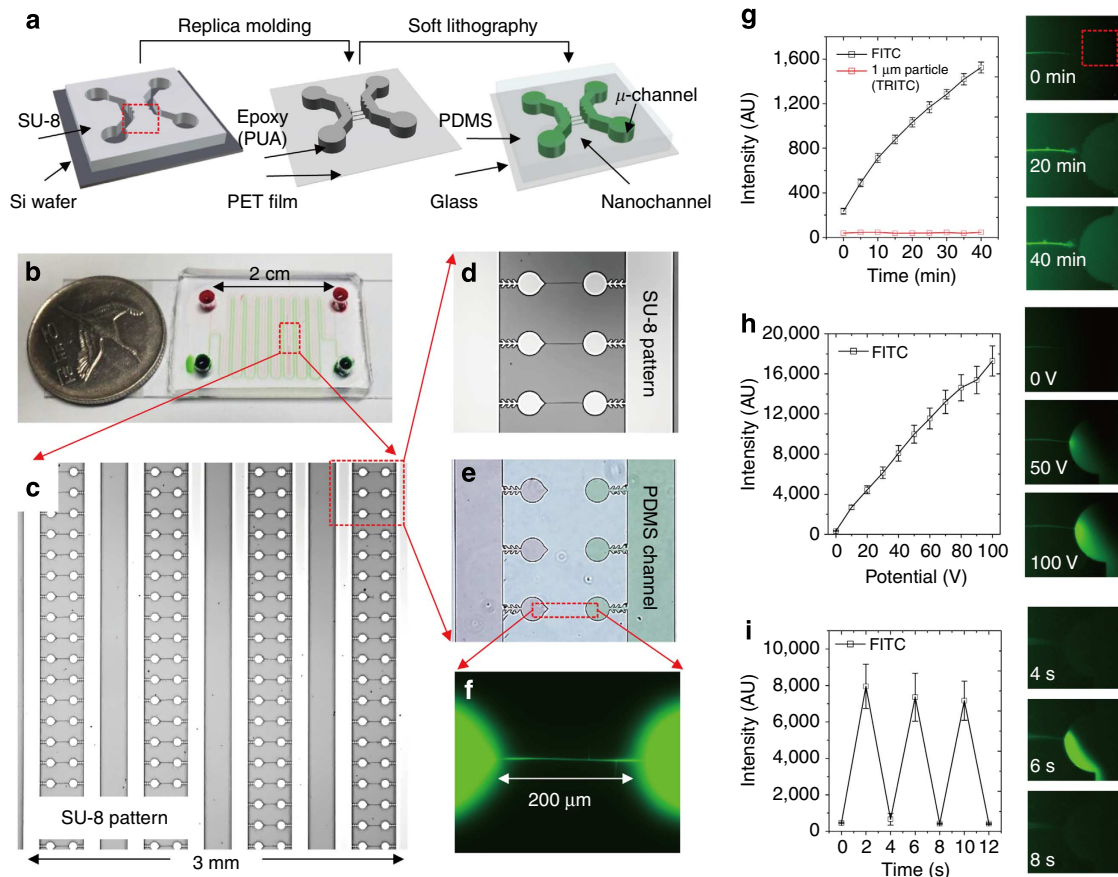 a
Replica molding
Soft lithography
SU-8
Si wafer
Epoxy
(PUA)
PET film
PDMS
Glass
μ-channel
Nanochannel
b
2 cm
c
SU-8 pattern
3 mm
d
SU-8 pattern
e
PDMS channel
f
200 μm
g
Intensity (AU)
1,600
1,200
800
400
0
FITC
1 μm particle
(TRITC)
0 10 20 30 40
Time (min)
0 min
20 min
40 min
h
Intensity (AU)
20,000
16,000
12,000
8,000
4,000
0
FITC
0 20 40 60 80 100
Potential (V)
0 V
50 V
100 V
i
Intensity (AU)
10,000
8,000
6,000
4,000
2,000
0,000
FITC
0 2 4 6 8 10 12
Time (s)
4 s
6 s
8 s